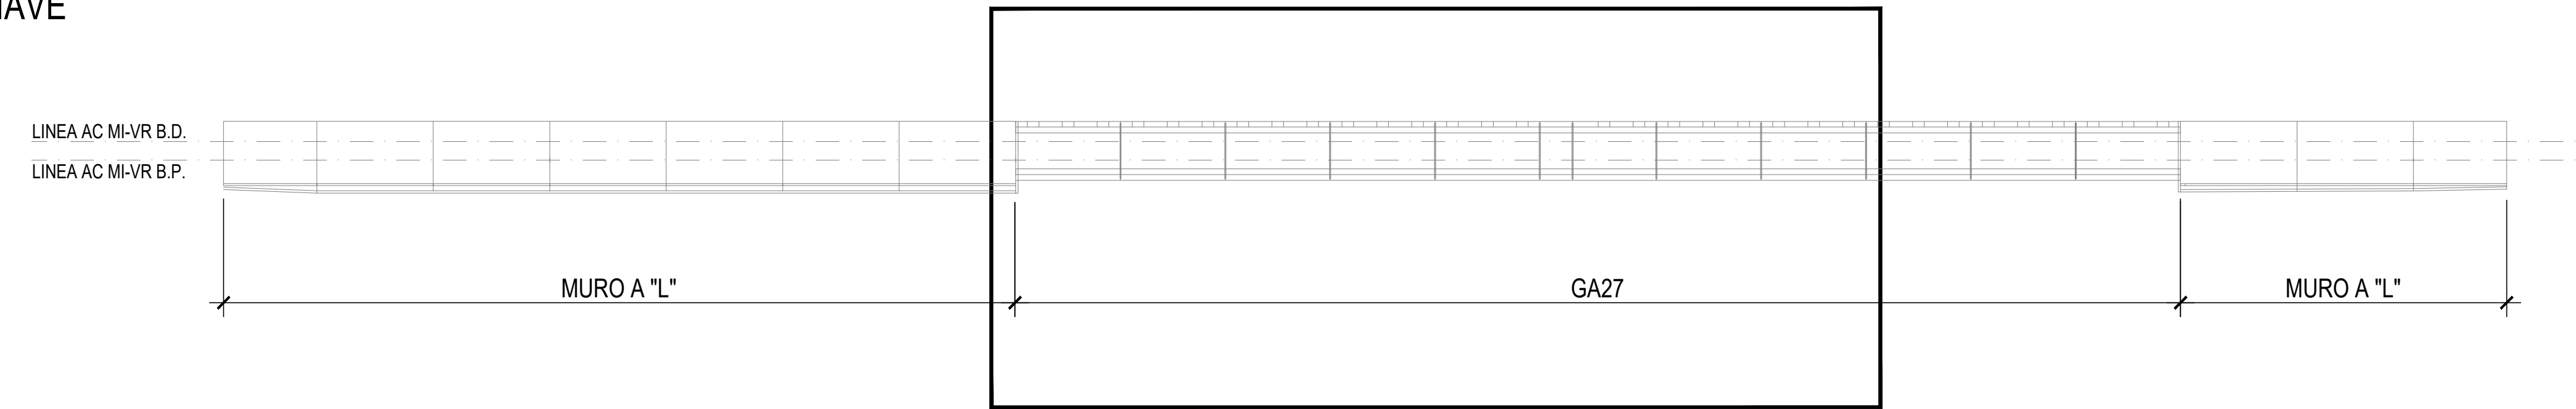 LINEA AC MI-VR B.D.
LINEA AC MI-VR B.P.
MURO A "L"
GA27
MURO A "L"